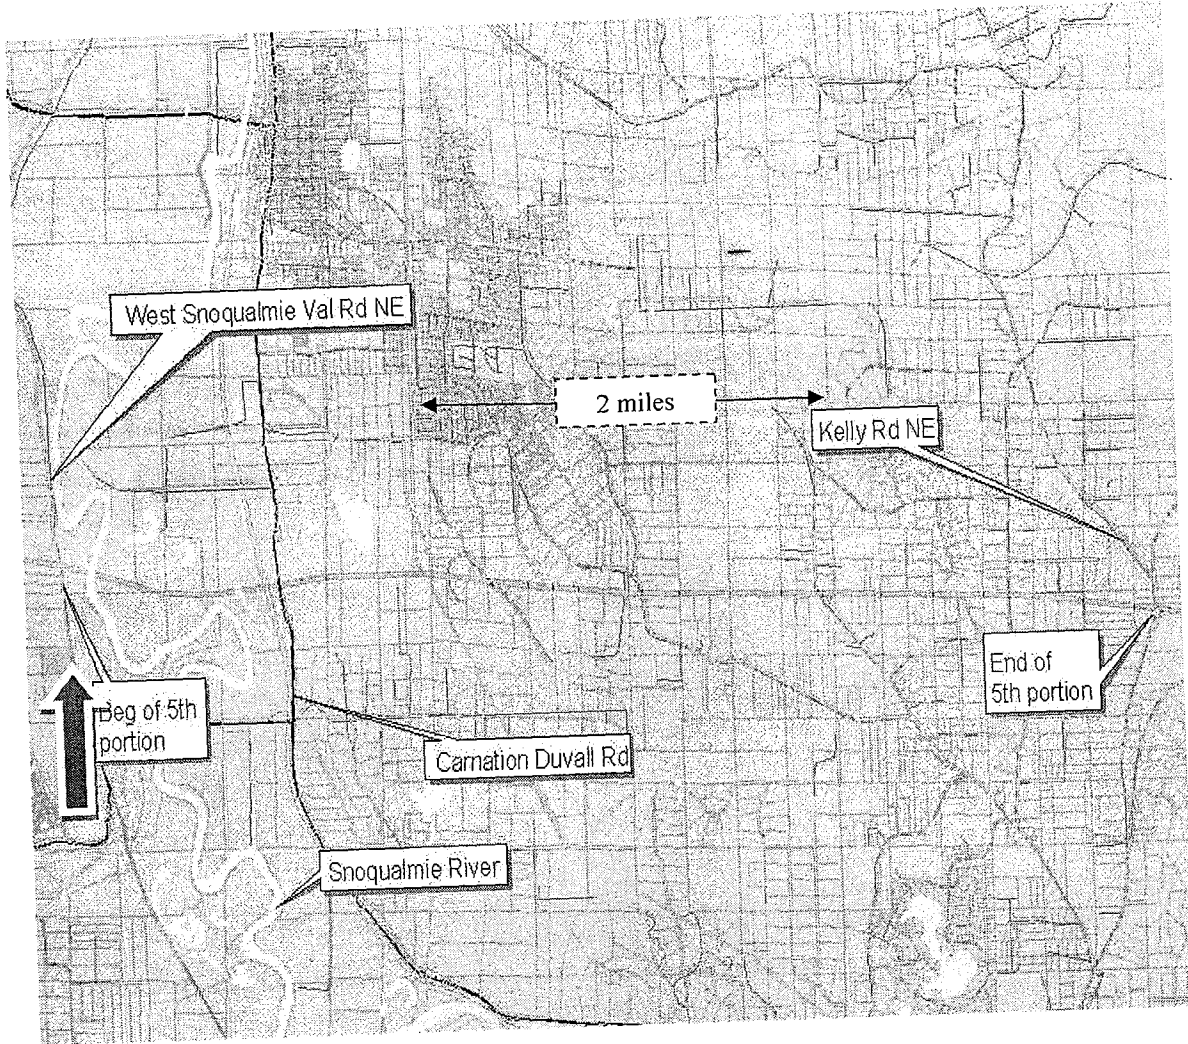 West Snoqualmie Val Rd NE
2 miles
Kelly Rd NE
End of
5th portion
Beg of 5th
portion
Carnation Duvall Rd
Snoqualmie River